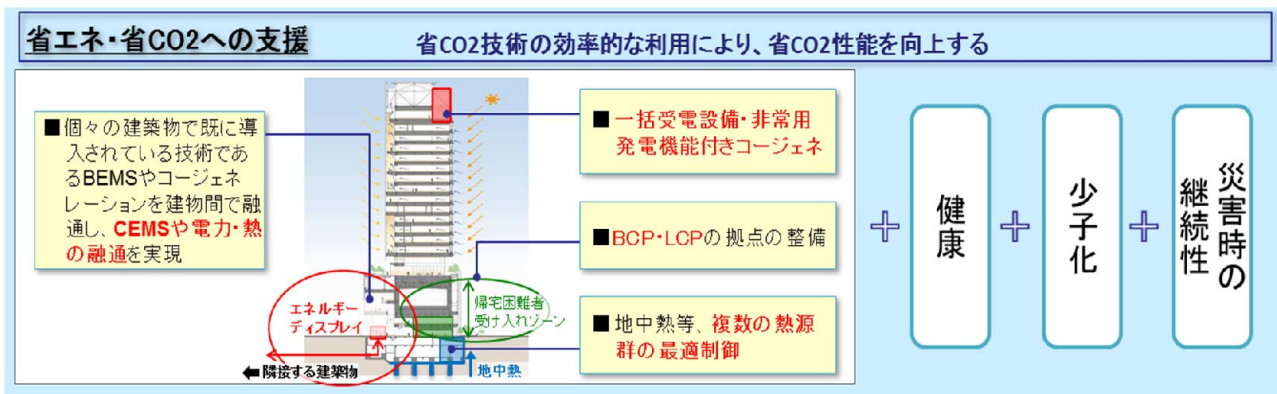 省エネ・省CO2への支援
省CO2技術の効率的な利用により、省CO2性能を向上する
■個々の建築物で既に導
入されている技術であ
るBEMSやコージェネ
レーションを建物間で融
通し、CEMSや電力・熱
の融通を実現
■一括受電設備・非常用
発電機能付きコージェネ
■BCP・LCPの拠点の整備
■地中熱等、複数の熱源
群の最適制御
エネルギー
ディスプレイ
帰宅困難者
受け入れゾーン
⬅隣接する建築物
地中熱
＋
健康
＋
少子化
＋
災害時の
継続性